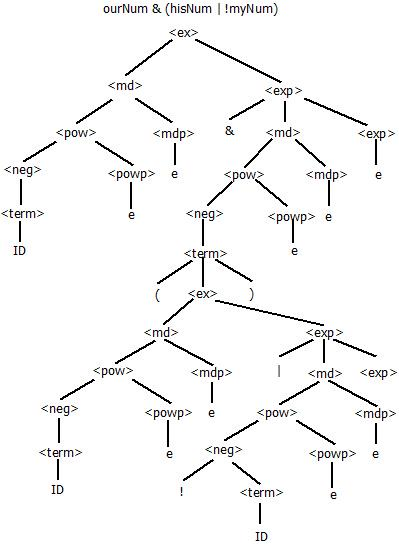 ourNum & (hisNum | !myNum)
<ex>
<md> <exp>
<pow> <mdp> & <md> <exp>
<neg> <powp> e <pow> <mdp> e
<term> e <neg> <powp> e
ID <term> e
( <ex> )
<md> <exp>
<pow> <mdp> | <md> <exp>
<neg> <powp> e <pow> <mdp>
<term> e <neg> <powp> e
ID ! <term> e
ID